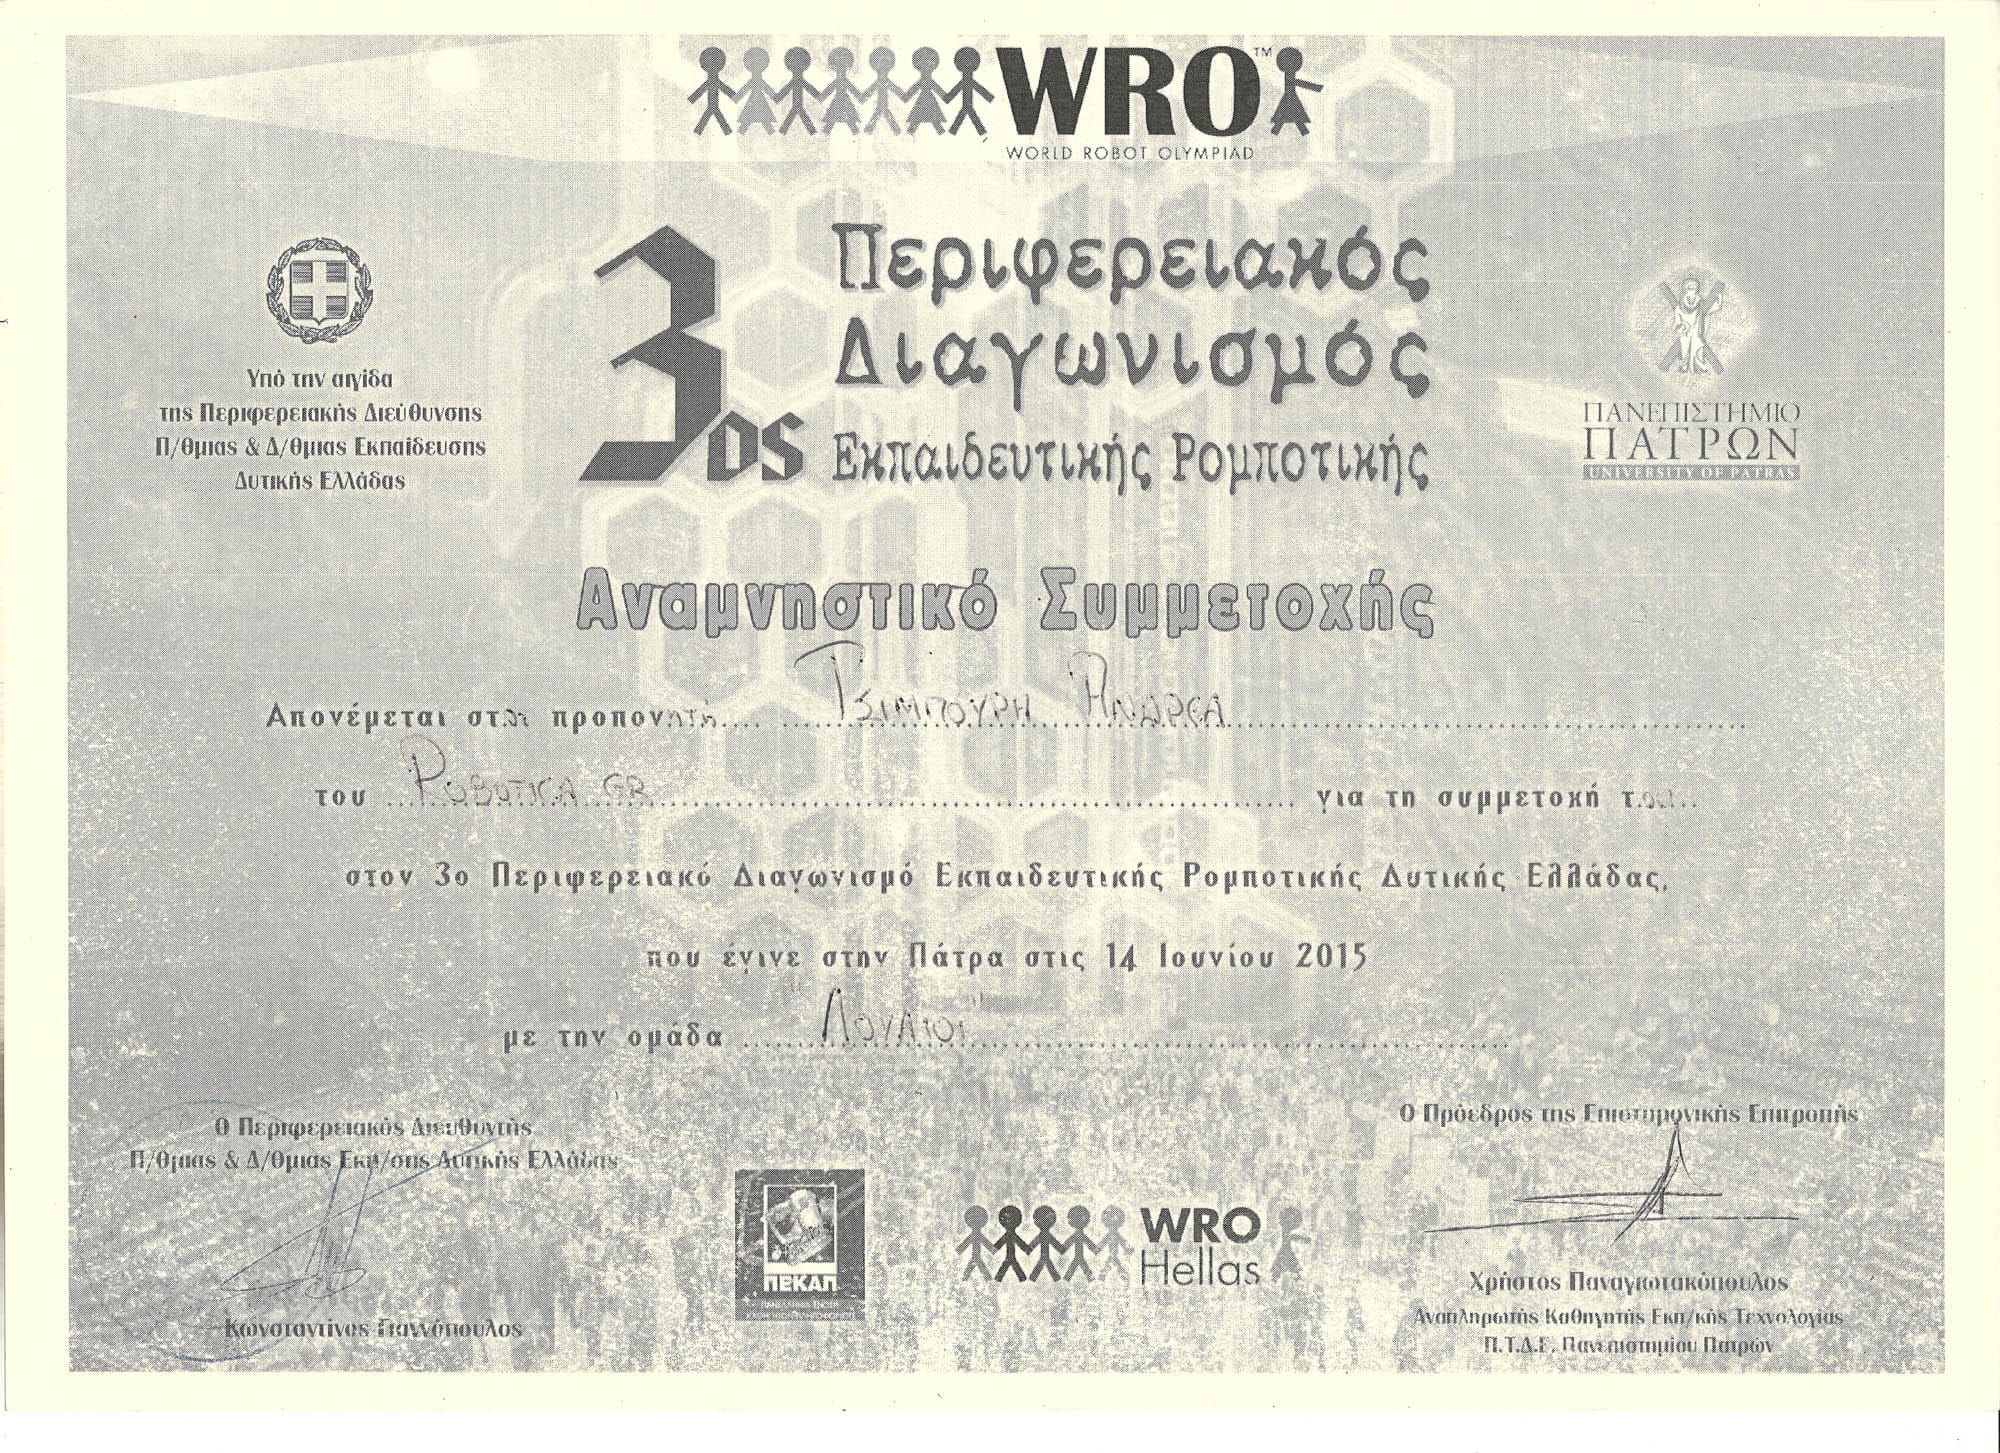 WRO™
WORLD ROBOT OLYMPIAD
3ος
Περιφερειακός
Διαγωνισμός
Εκπαιδευτικής Ρομποτικής
Υπό την αιγίδα
της Περιφερειακής Διεύθυνσης
Π/θμιας & Δ/θμιας Εκπαίδευσης
Δυτικής Ελλάδας
ΠΑΝΕΠΙΣΤΗΜΙΟ
ΠΑΤΡΩΝ
UNIVERSITY OF PATRAS
Αναμνηστικό Συμμετοχής
Απονέμεται στον προπονητή.... ΤΣΙΜΠΟΥΡΗ ΑΝΔΡΕΑ
του ROBOTICA GR για τη συμμετοχή του
στον 3ο Περιφερειακό Διαγωνισμό Εκπαιδευτικής Ρομποτικής Δυτικής Ελλάδας,
που έγινε στην Πάτρα στις 14 Ιουνίου 2015
με την ομάδα
Ο Περιφερειακός Διευθυντής
Π/θμιας & Δ/θμιας Εκπ/σης Δυτικής Ελλάδας
Κωνσταντίνος Γιαννόπουλος
ΠΕΚΑΠ
ΠΑΝΕΛΛΗΝΙΑ ΕΝΩΣΗ
WRO
Hellas
Ο Πρόεδρος της Επιστημονικής Επιτροπής
Χρήστος Παναγιωτακόπουλος
Αναπληρωτής Καθηγητής Εκπ/κής Τεχνολογίας
Π.Τ.Δ.Ε. Πανεπιστημίου Πατρών